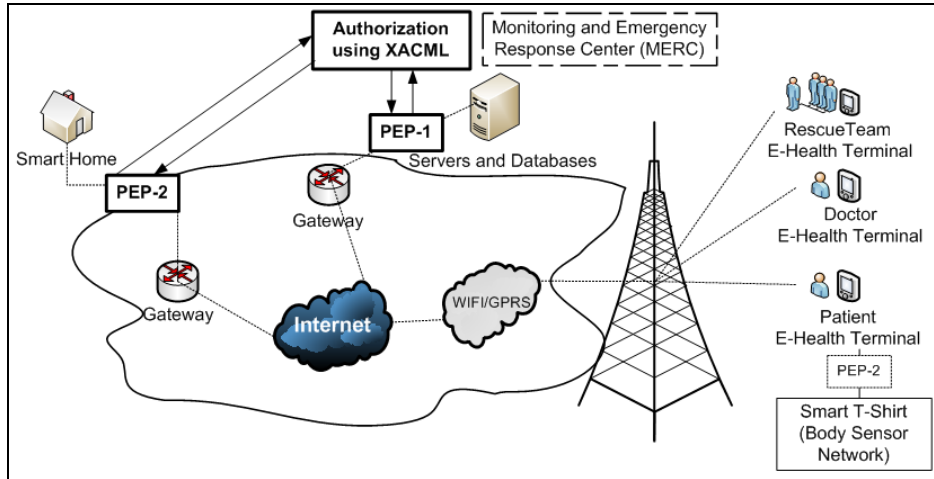 Authorization
using XACML
Monitoring and Emergency
Response Center (MERC)
PEP-1
Servers and Databases
Smart Home
PEP-2
Gateway
Gateway
Internet
WIFI/GPRS
RescueTeam
E-Health Terminal
Doctor
E-Health Terminal
Patient
E-Health Terminal
PEP-2
Smart T-Shirt
(Body Sensor
Network)